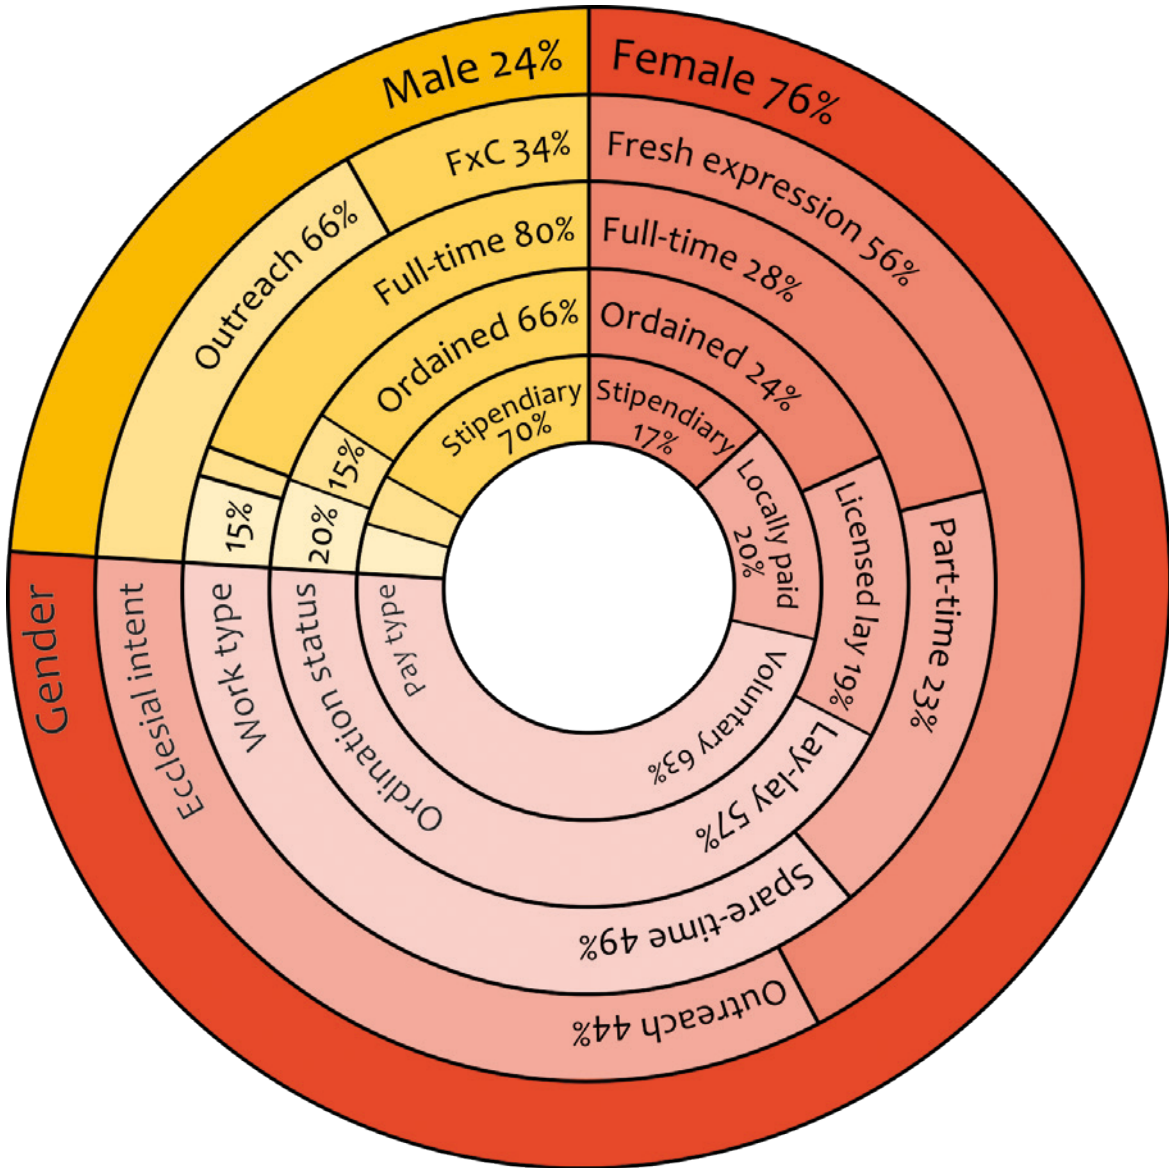 Male 24%
Female 76%
FxC 34%
Fresh expression 56%
Outreach 66%
Full-time 80%
Full-time 28%
Ordained 66%
Ordained 24%
Stipendiary
70%
Stipendiary
17%
15%
20%
15%
Locally paid
20%
Licensed lay 19%
Part-time 23%
Voluntary 63%
Lay-lay 57%
Spare-time 49%
Outreach 44%
Gender
Ecclesial intent
Work type
Ordination status
Pay type